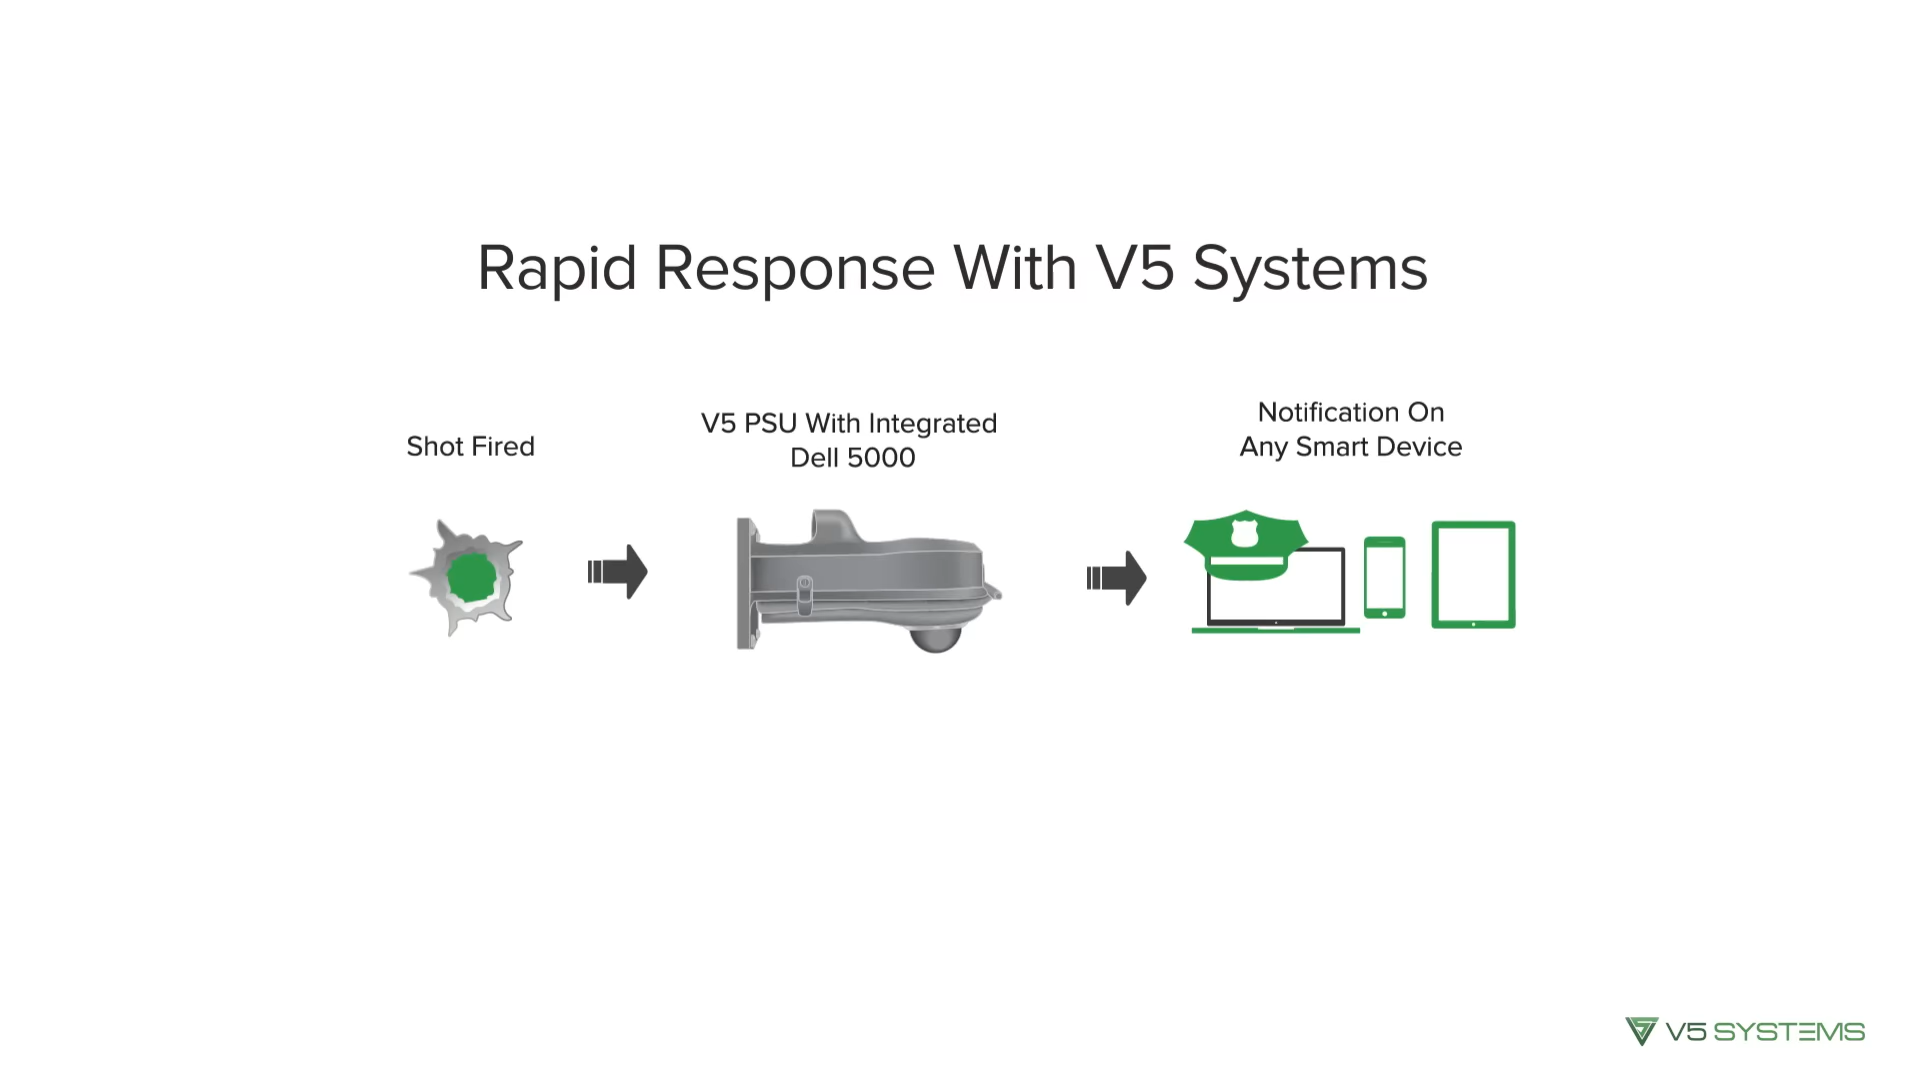 Rapid Response With V5 Systems
Shot Fired
V5 PSU With Integrated
Dell 5000
Notification On
Any Smart Device
V5 SYSTEMS